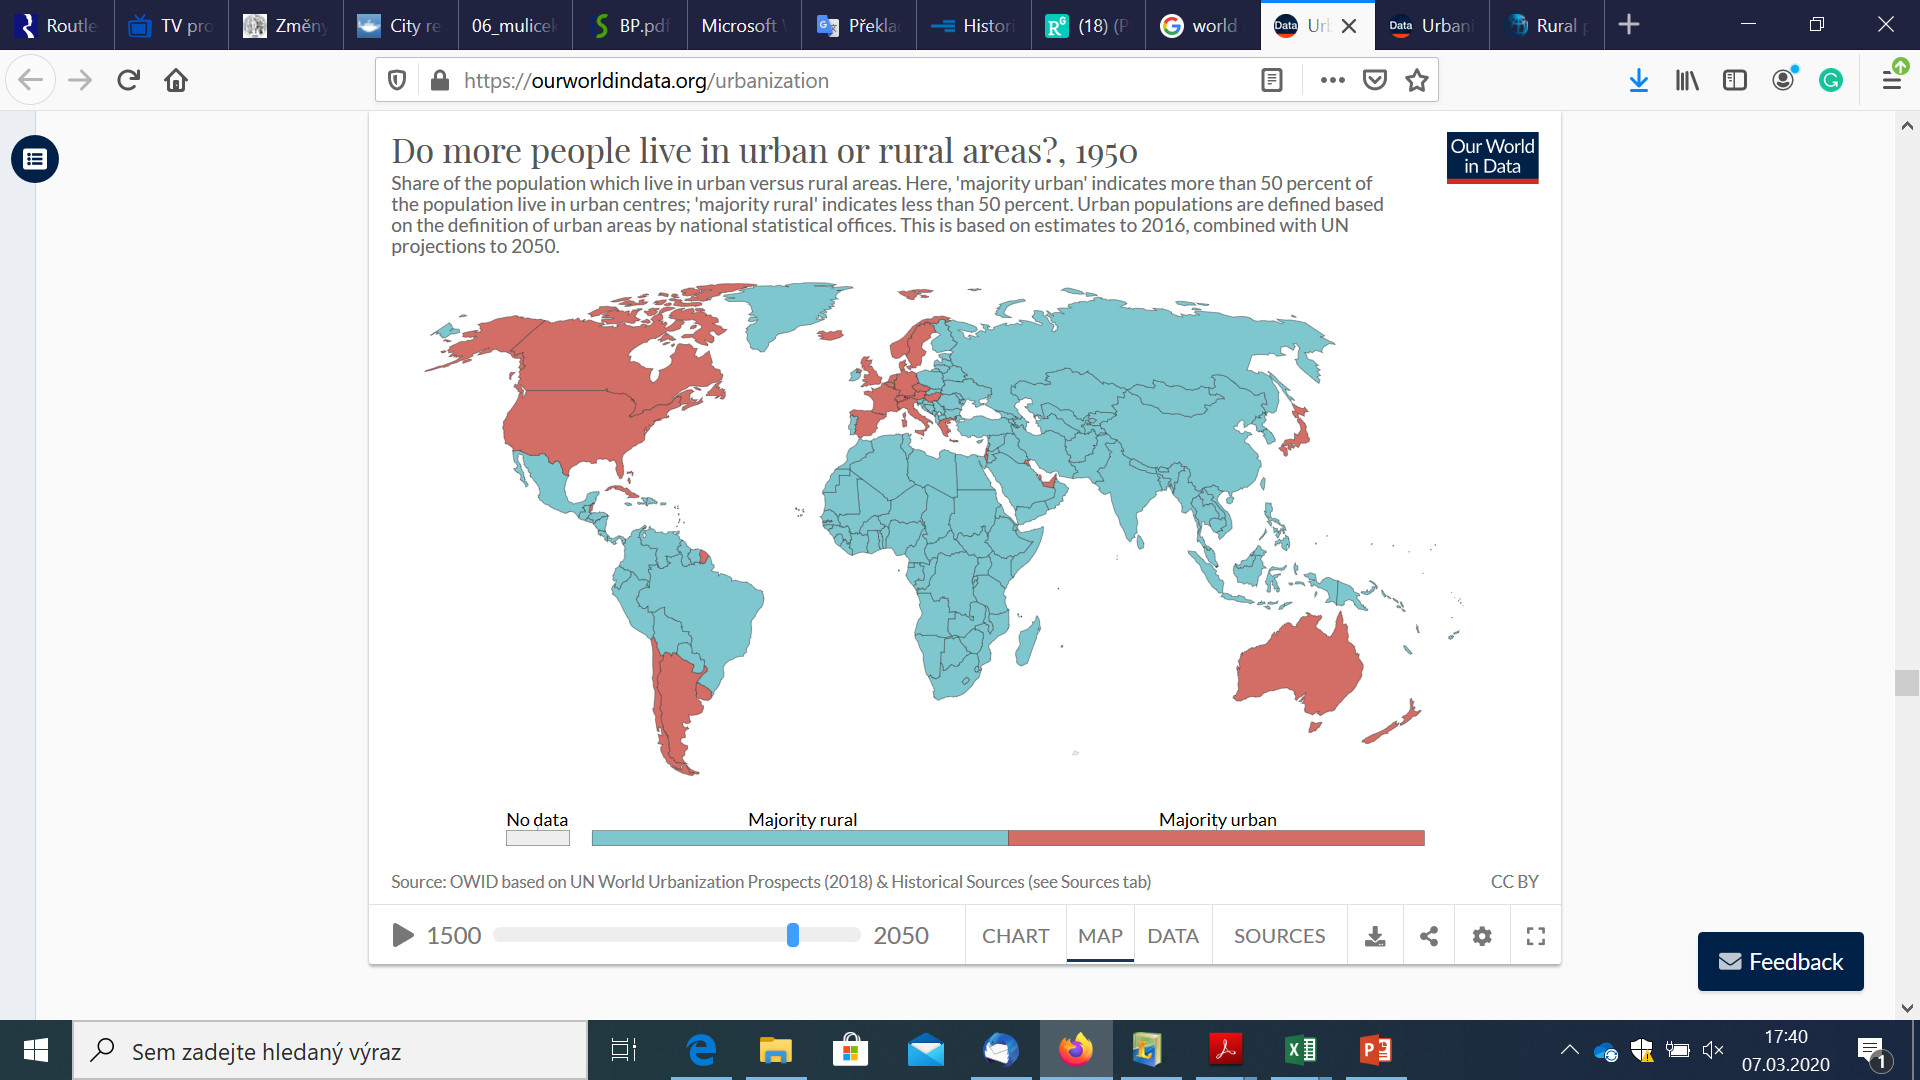 Routle
TV pro
Změny
City re
06_mulicek
BP.pdf
Microsoft
Překla
Histori
(18) (P
world
Data
Ur
Data
Urbani
Rural p
https://ourworldindata.org/urbanization
Do more people live in urban or rural areas?, 1950
Our World
in Data
Share of the population which live in urban versus rural areas. Here, 'majority urban' indicates more than 50 percent of
the population live in urban centres; 'majority rural' indicates less than 50 percent. Urban populations are defined based
on the definition of urban areas by national statistical offices. This is based on estimates to 2016, combined with UN
projections to 2050.
No data
Majority rural
Majority urban
Source: OWID based on UN World Urbanization Prospects (2018) & Historical Sources (see Sources tab)
CC BY
1500
2050
CHART
MAP
DATA
SOURCES
Feedback
Sem zadejte hledaný výraz
17:40
07.03.2020
1